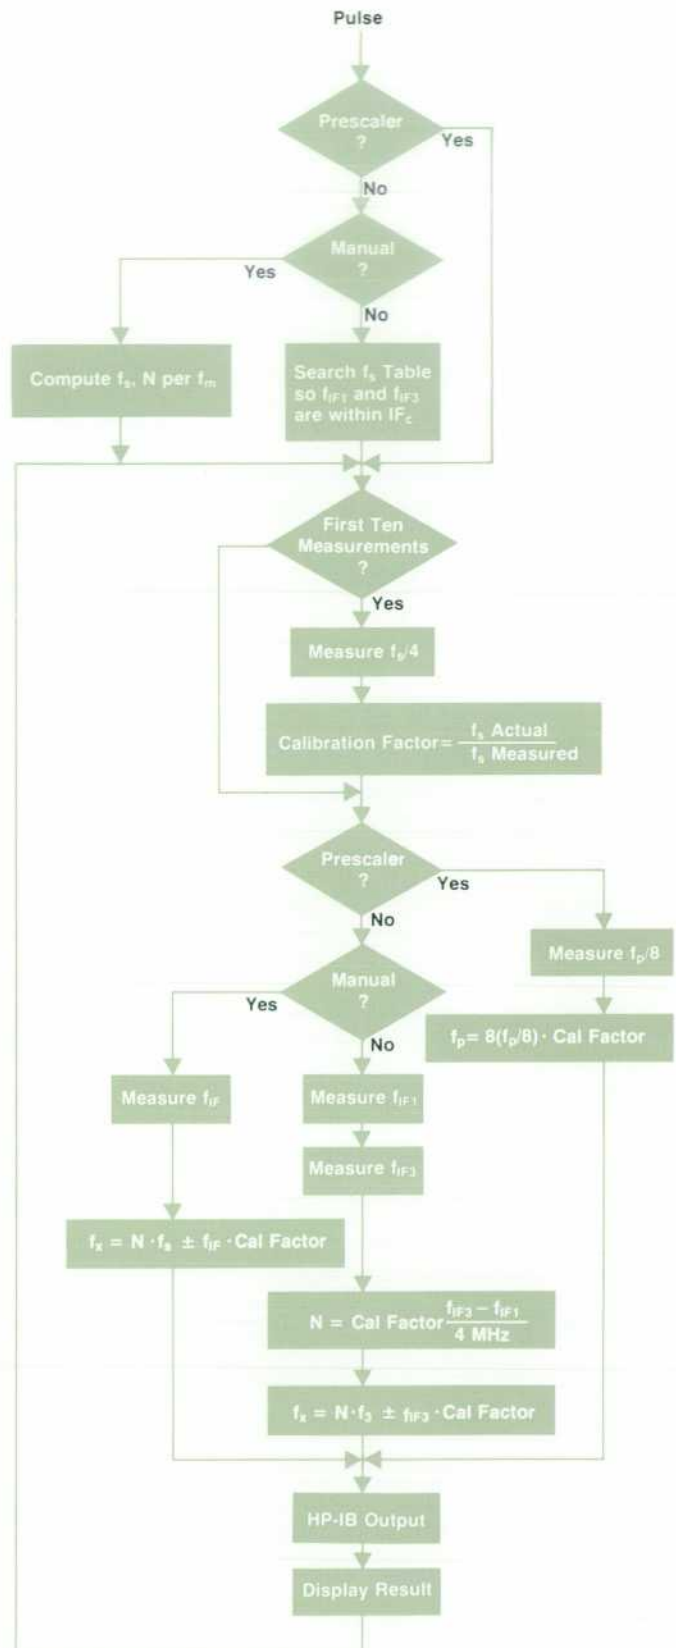 Pulse
Prescaler
?
Yes
No
Manual
?
Yes
No
Compute fs, N per fm
Search fs Table
so fIF1 and fIF3
are within IFc
First Ten
Measurements
?
Yes
Measure fs/4
Calibration Factor= fs Actual
fs Measured
Prescaler
?
Yes
No
Measure fp/8
Manual
?
Yes
No
fp= 8(fp/8) · Cal Factor
Measure fIF
Measure fIF1
Measure fIF3
fx = N · fs ± fIF · Cal Factor
N = Cal Factor fIF3 – fIF1
4 MHz
fx = N·f3 ± fIF3 · Cal Factor
HP-IB Output
Display Result